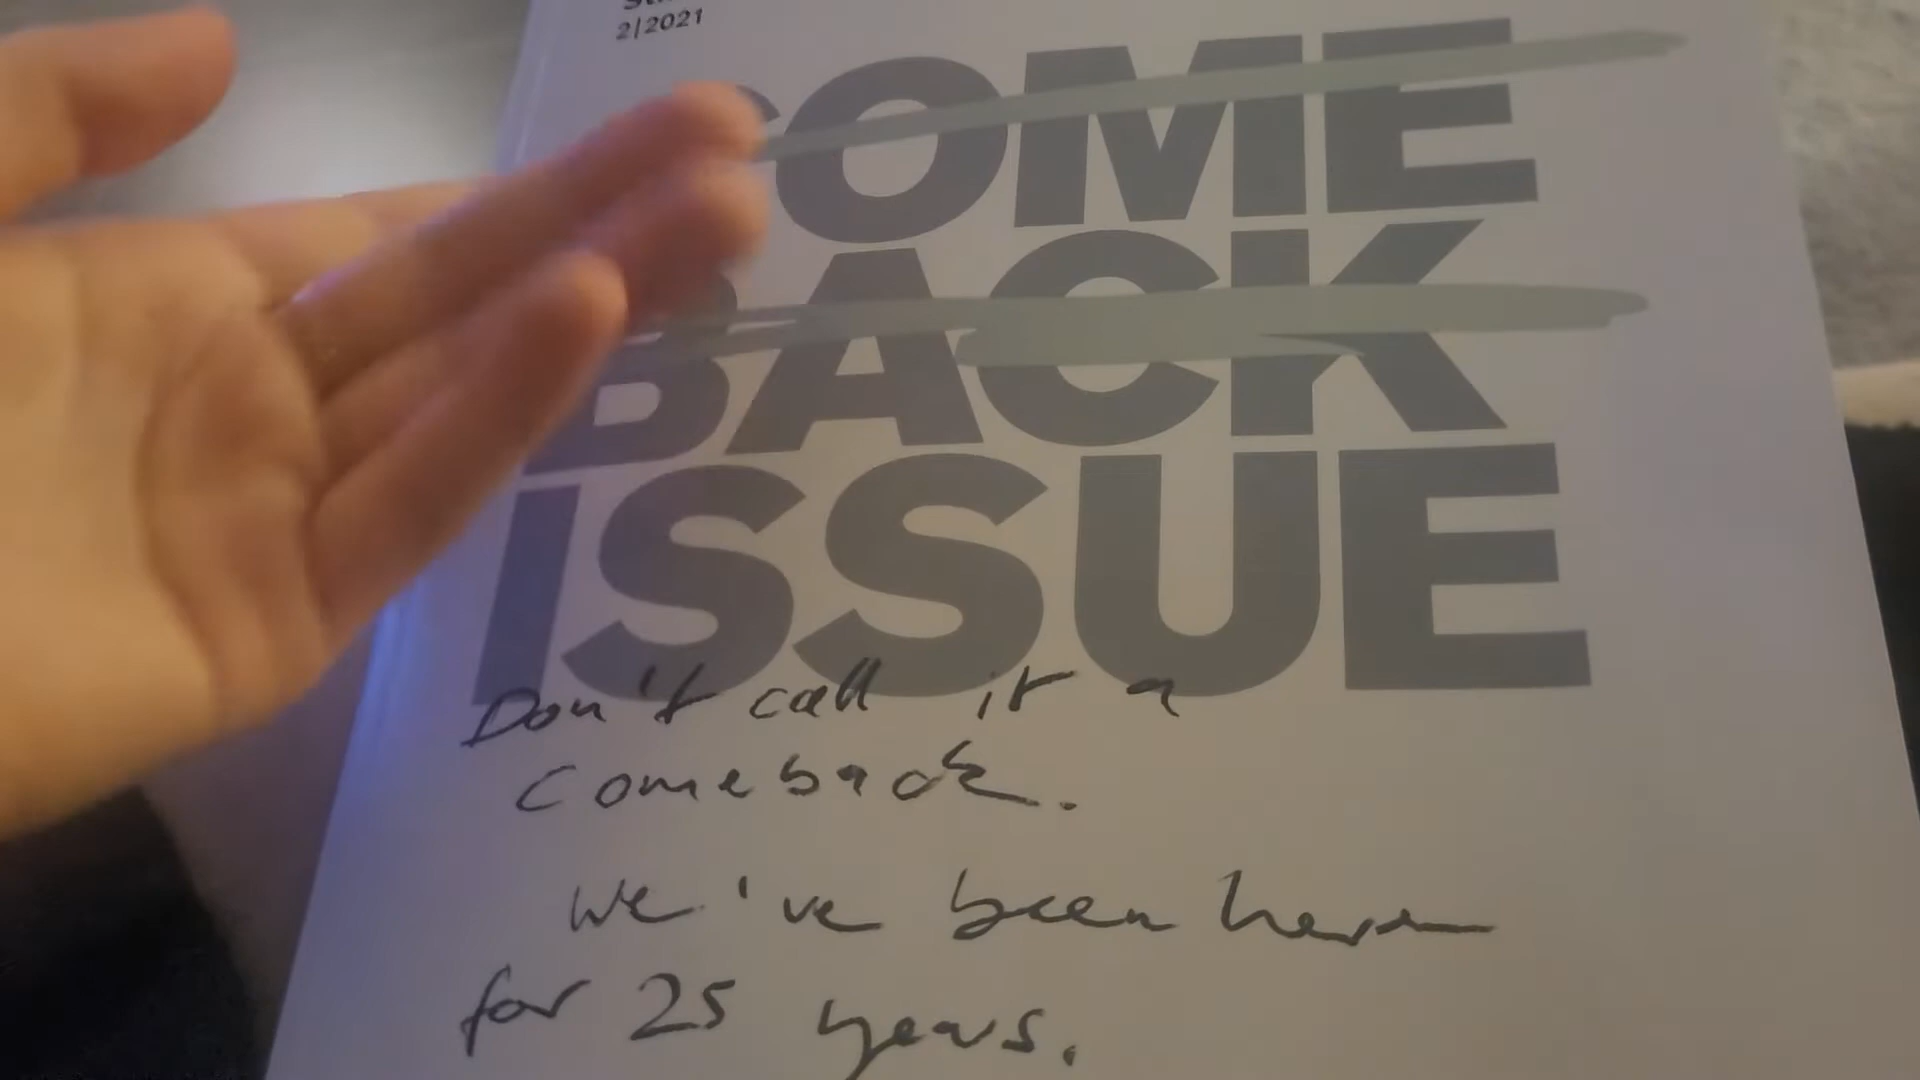 2|2021
COME
BACK
ISSUE
Don't call it a
comeback.
We've been here
for 25 years.